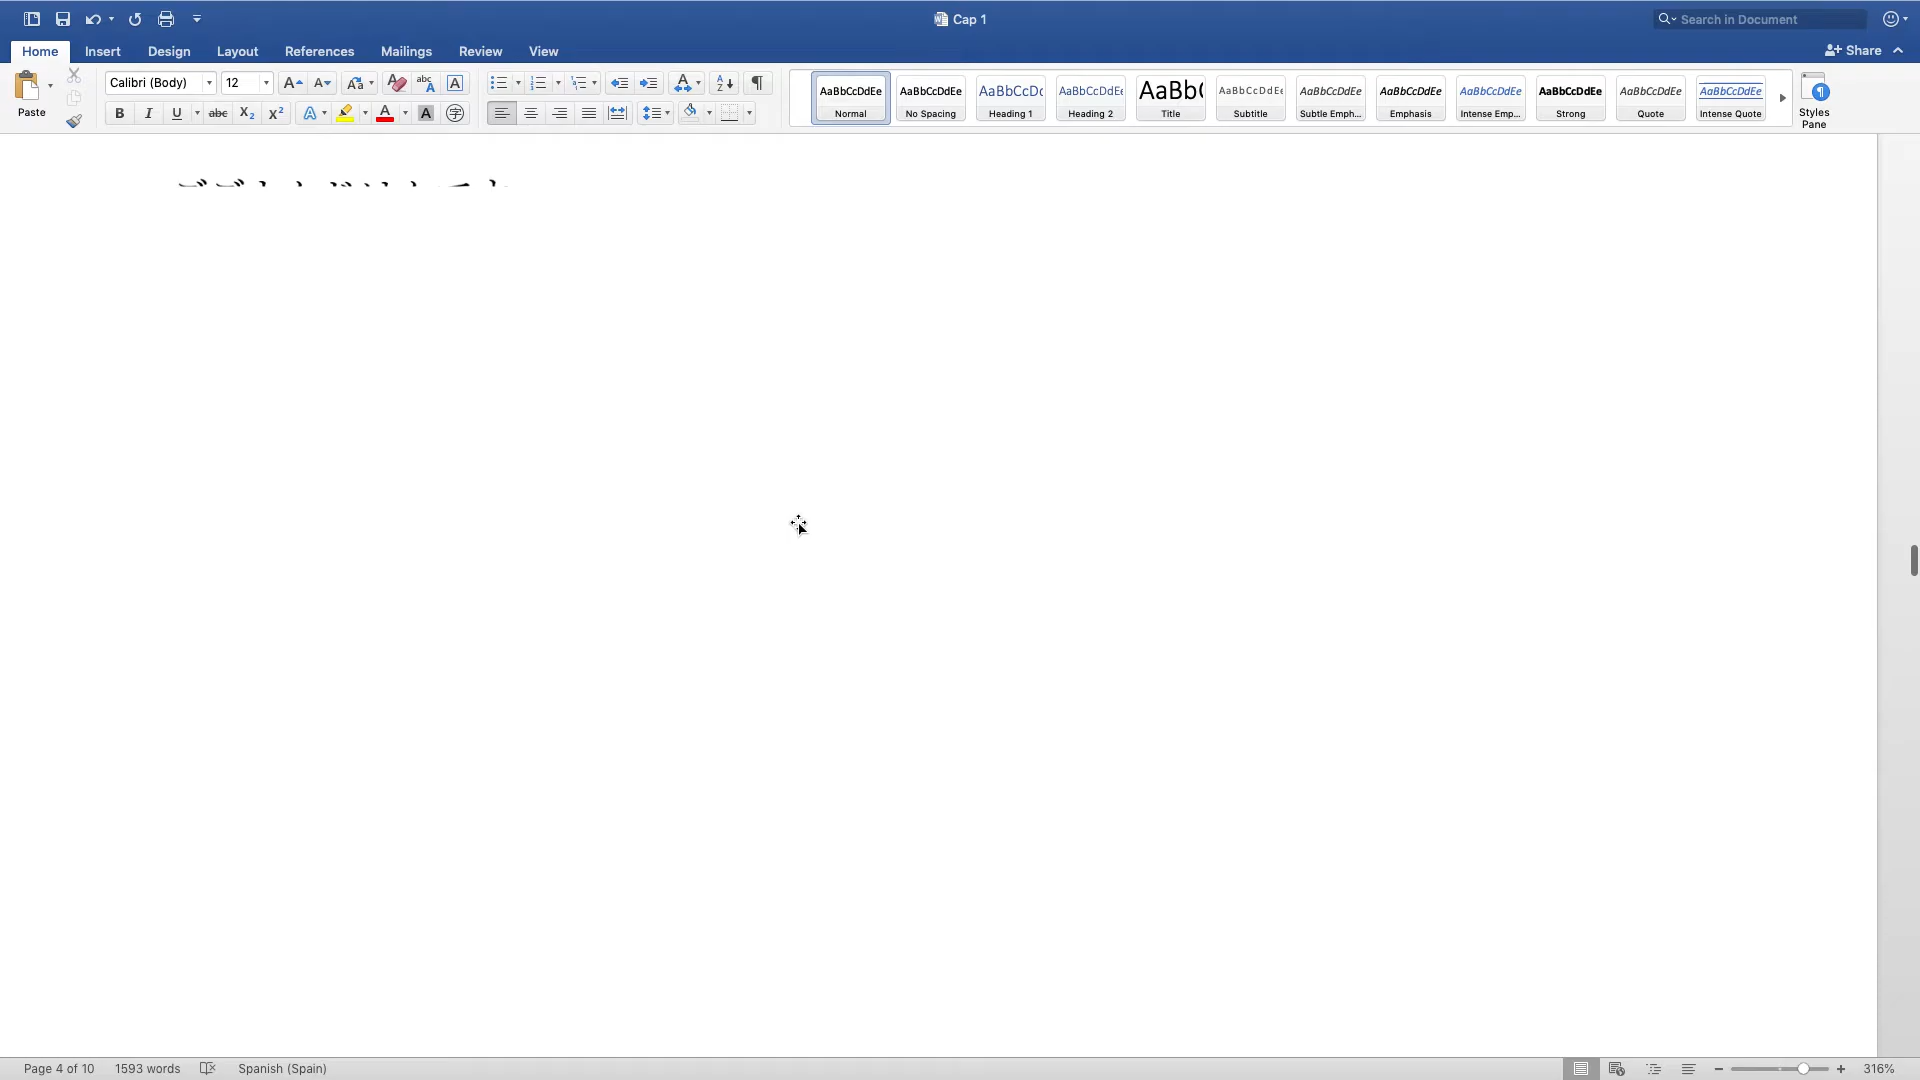 Cap 1
Search in Document
Home Insert Design Layout References Mailings Review View
Share
Paste
Calibri (Body) 12
AaBbCcDdEe AaBbCcDdEe AaBbCcDc AaBbCcDdEe AaBb( AaBbCcDdEe AaBbCcDdEe AaBbCcDdEe AaBbCcDdEe AaBbCcDdEe AaBbCcDdEe AaBbCcDdEe
Normal No Spacing Heading 1 Heading 2 Title Subtitle Subtle Emph... Emphasis Intense Emp... Strong Quote Intense Quote
Styles
Pane
Page 4 of 10 1593 words Spanish (Spain)
316%